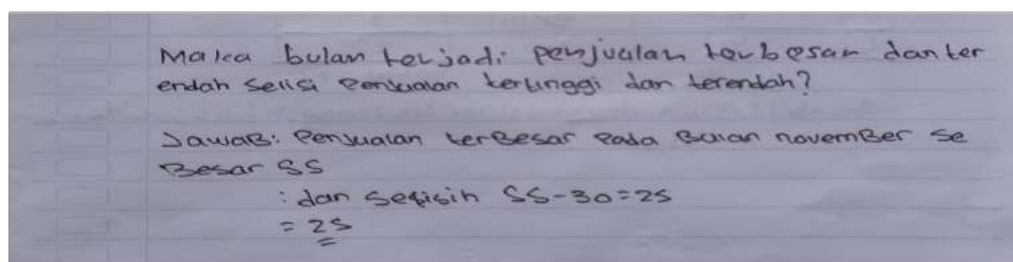 Maka bulan terjadi penjualan terbesar dan ter
endah selisi Penjualan tertinggi dan terendah?
Jawab: Penjualan terBesar Pada Bulan novemBer se
Besar 55
: dan selisih 55-30=25
= 25